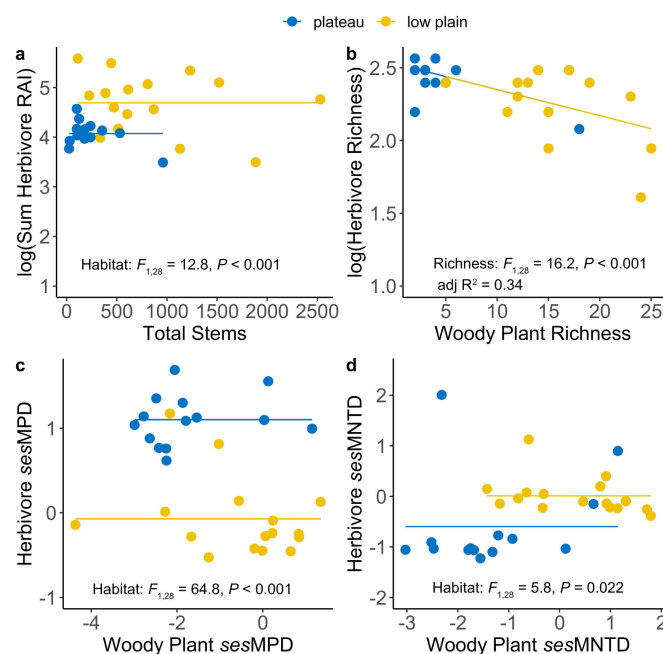 plateau low plain
a
log(Sum Herbivore RAI)
6
5
4
3
2
1
Habitat: F1,28 = 12.8, P < 0.001
0 500 1000 1500 2000 2500
Total Stems
b
log(Herbivore Richness)
2.5
2.0
1.5
1.0
Richness: F1,28 = 16.2, P < 0.001
adj R² = 0.34
5 10 15 20 25
Woody Plant Richness
c
Herbivore sesMPD
2
1
0
-1
Habitat: F1,28 = 64.8, P < 0.001
-4 -2 0
Woody Plant sesMPD
d
Herbivore sesMNTD
4
2
0
-1
-2
Habitat: F1,28 = 5.8, P = 0.022
-3 -2 -1 0 1 2
Woody Plant sesMNTD